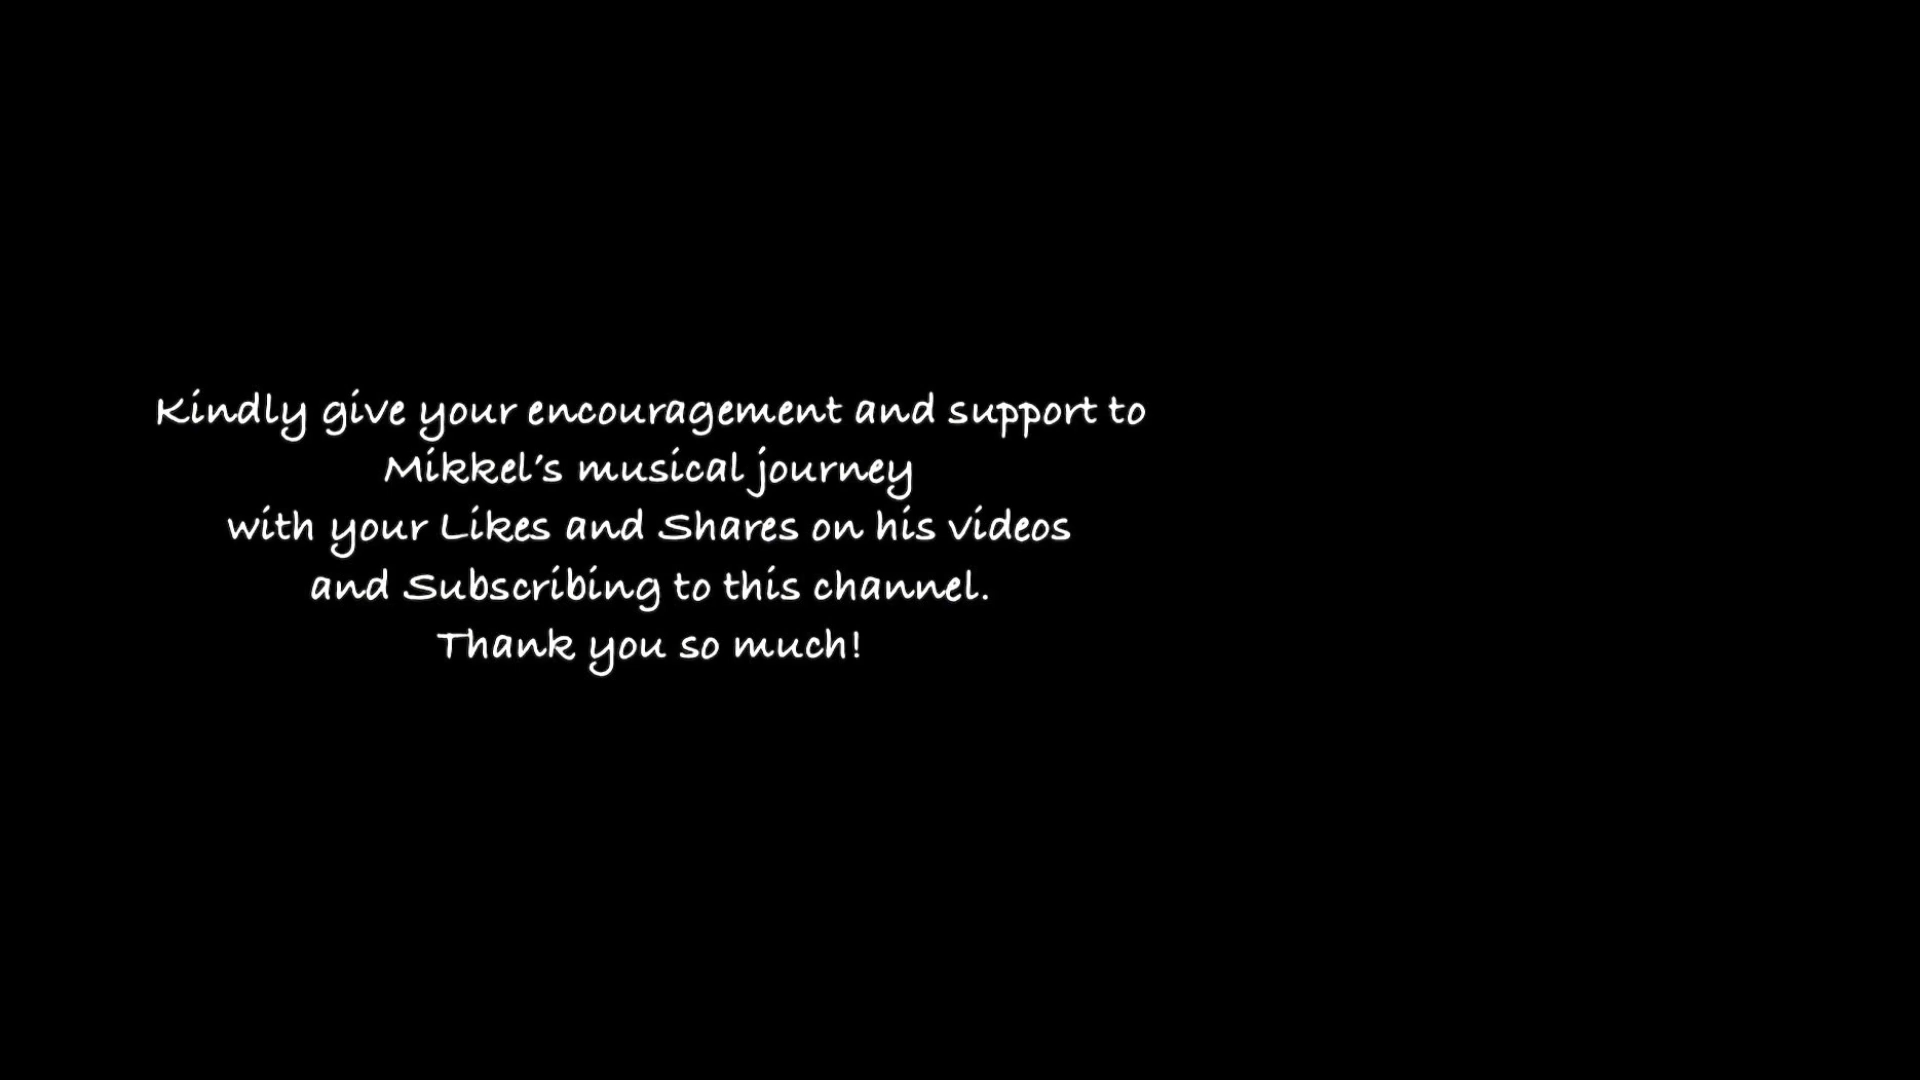 Kindly give your encouragement and support to
Mikkel's musical journey
with your Likes and Shares on his videos
and Subscribing to this channel.
Thank you so much!